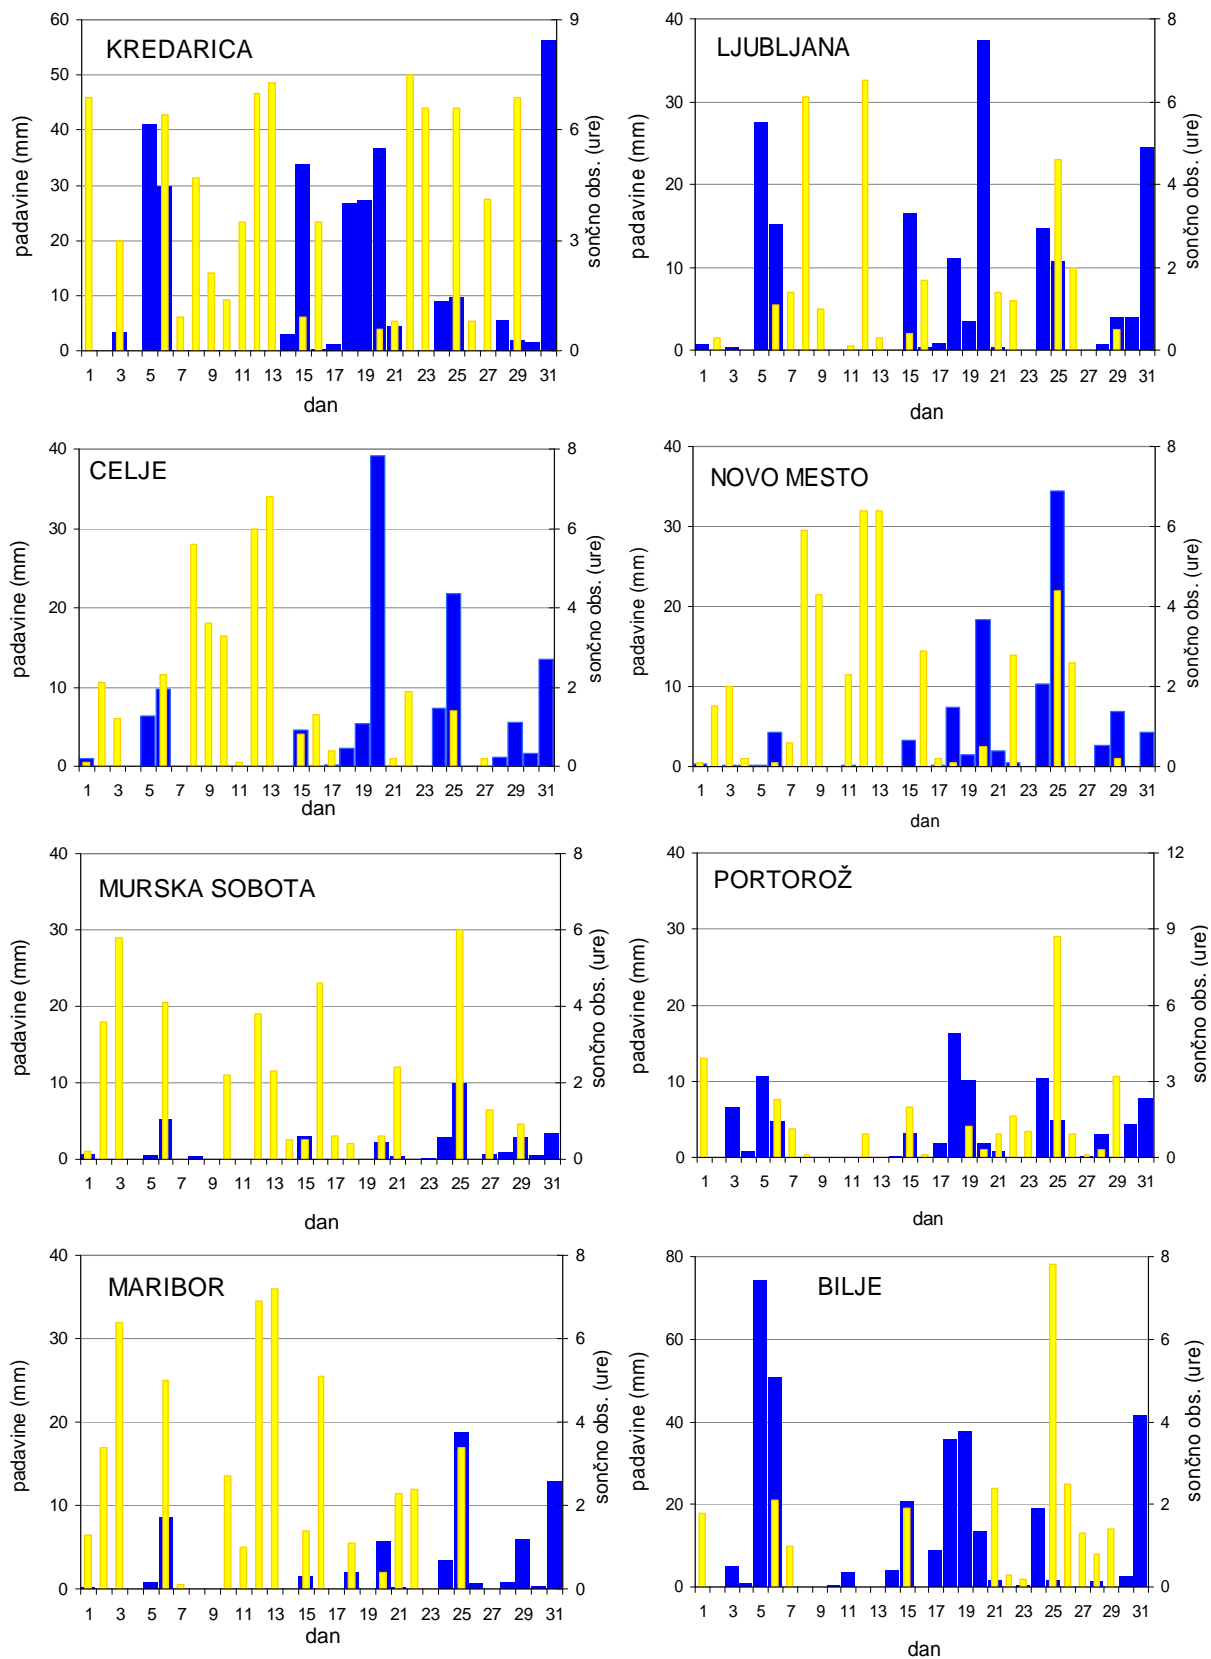 KREDARICA
padavine (mm)
60
50
40
30
20
10
0
9
6
3
0
sončno obs. (ure)
1 3 5 7 9 11 13 15 17 19 21 23 25 27 29 31
dan
LJUBLJANA
padavine (mm)
40
30
20
10
0
8
6
4
2
0
sončno obs. (ure)
1 3 5 7 9 11 13 15 17 19 21 23 25 27 29 31
dan
CELJE
padavine (mm)
40
30
20
10
0
8
6
4
2
0
sončno obs. (ure)
1 3 5 7 9 11 13 15 17 19 21 23 25 27 29 31
dan
NOVO MESTO
padavine (mm)
40
30
20
10
0
8
6
4
2
0
sončno obs. (ure)
1 3 5 7 9 11 13 15 17 19 21 23 25 27 29 31
dan
MURSKA SOBOTA
padavine (mm)
40
30
20
10
0
8
6
4
2
0
sončno obs. (ure)
1 3 5 7 9 11 13 15 17 19 21 23 25 27 29 31
dan
PORTOROŽ
padavine (mm)
40
30
20
10
0
12
9
6
3
0
sončno obs. (ure)
1 3 5 7 9 11 13 15 17 19 21 23 25 27 29 31
dan
MARIBOR
padavine (mm)
40
30
20
10
0
8
6
4
2
0
sončno obs. (ure)
1 3 5 7 9 11 13 15 17 19 21 23 25 27 29 31
dan
BILJE
padavine (mm)
80
60
40
20
0
8
6
4
2
0
sončno obs. (ure)
1 3 5 7 9 11 13 15 17 19 21 23 25 27 29 31
dan